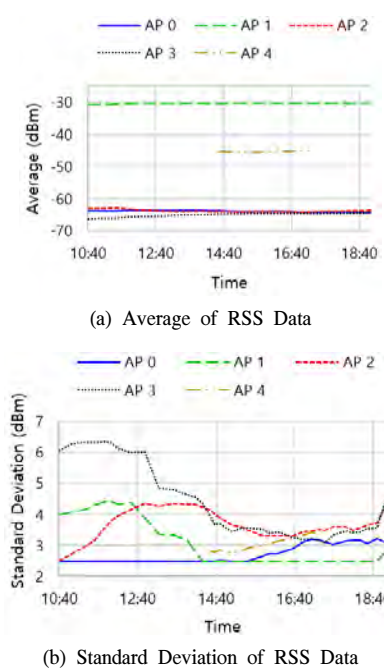 AP 0 AP 1 AP 2
AP 3 AP 4
Average (dBm)
-30
-40
-50
-60
-70
10:40 12:40 14:40 16:40 18:40
Time
(a) Average of RSS Data
AP 0 AP 1 AP 2
AP 3 AP 4
Standard Deviation (dBm)
7
6
5
4
3
2
10:40 12:40 14:40 16:40 18:40
Time
(b) Standard Deviation of RSS Data